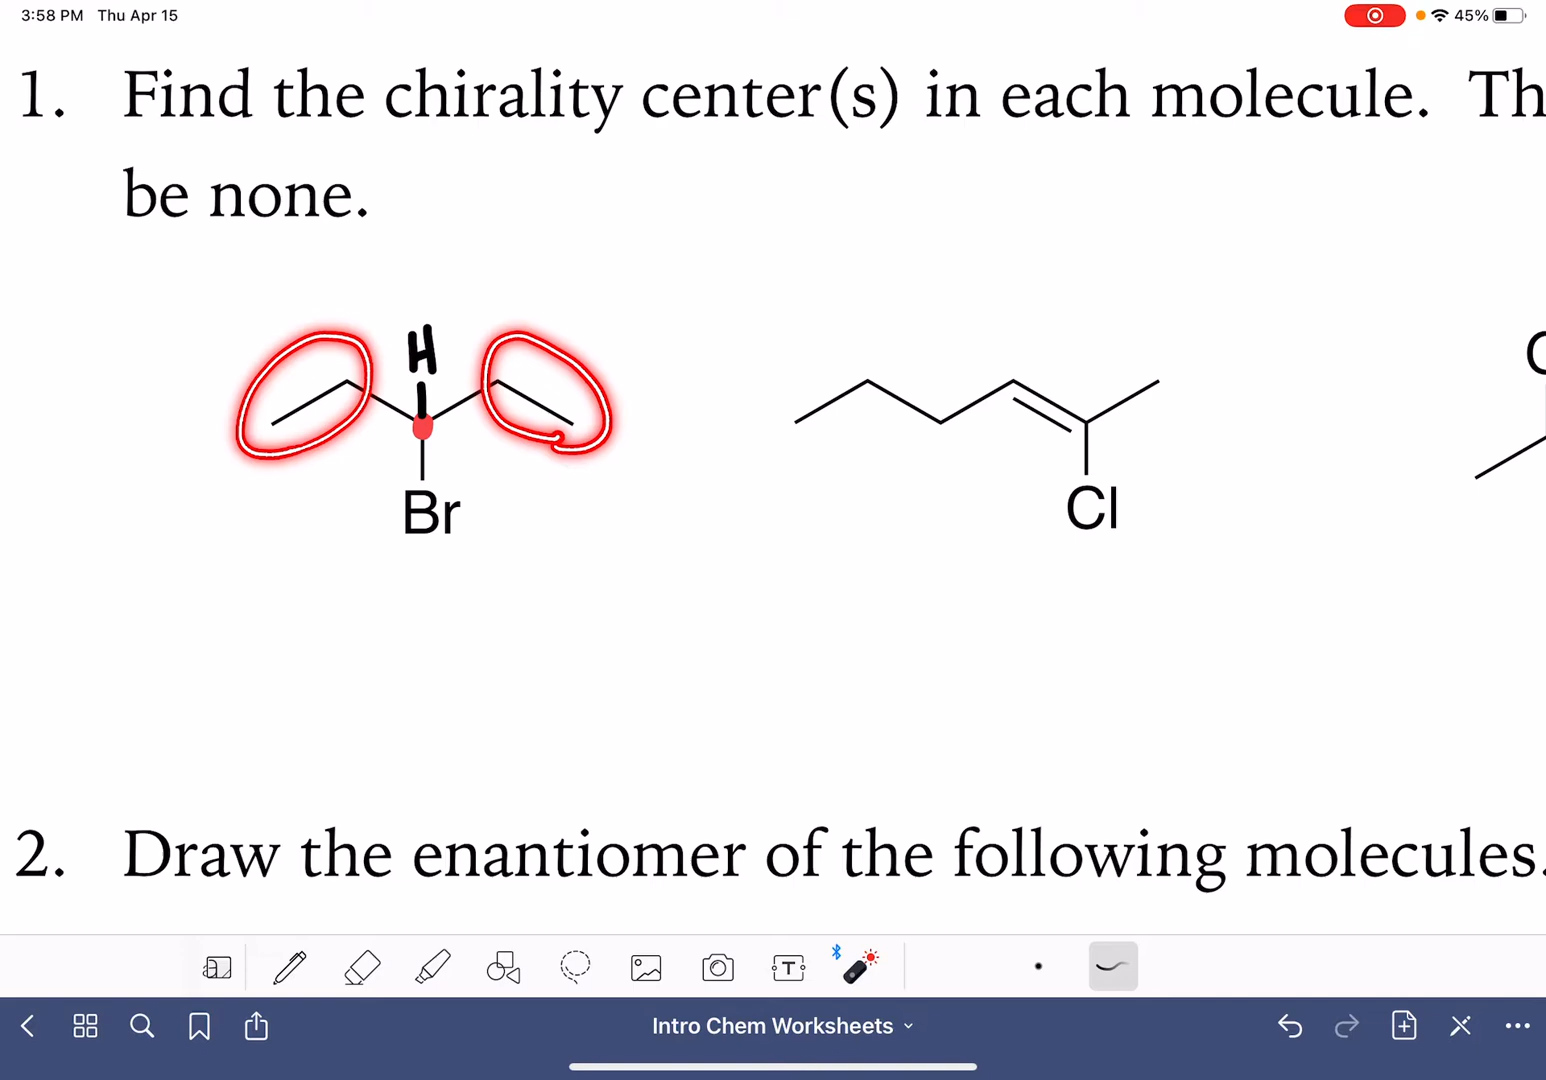 3:58 PM Thu Apr 15 45%
1. Find the chirality center(s) in each molecule. Th
be none.
H
Br
Cl
2. Draw the enantiomer of the following molecules.
a T
Intro Chem Worksheets